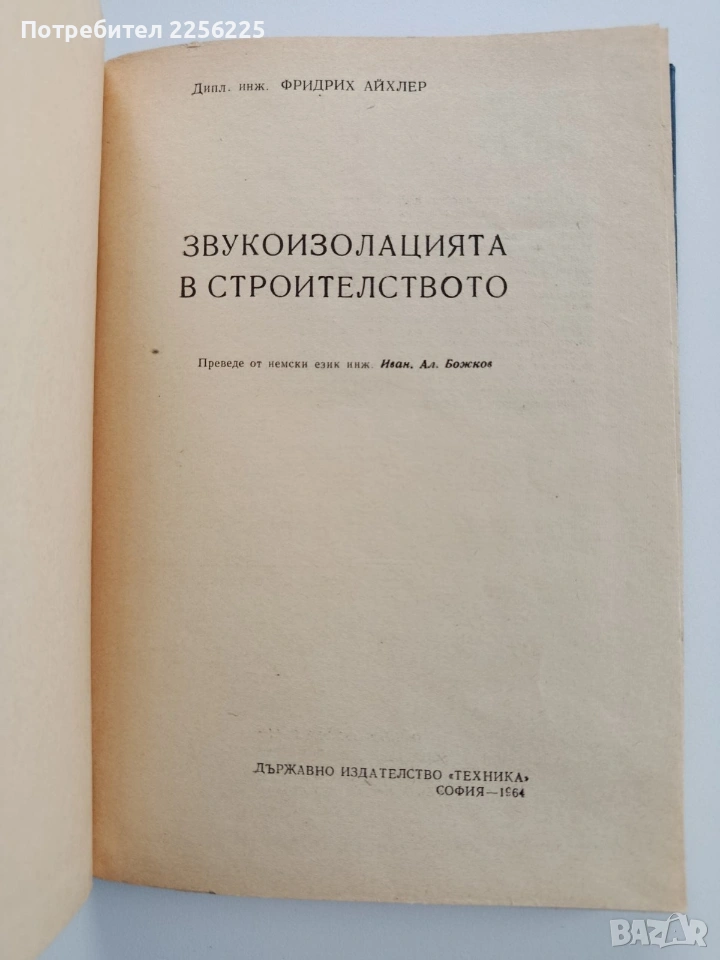 Потребител 2256225
Дипл. инж. ФРИДРИХ АЙХЛЕР
ЗВУКОИЗОЛАЦИЯТА
В СТРОИТЕЛСТВОТО
Преведе от немски език инж. Иван. Ал. Божков
ДЪРЖАВНО ИЗДАТЕЛСТВО «ТЕХНИКА»
СОФИЯ—1964
BAZAR